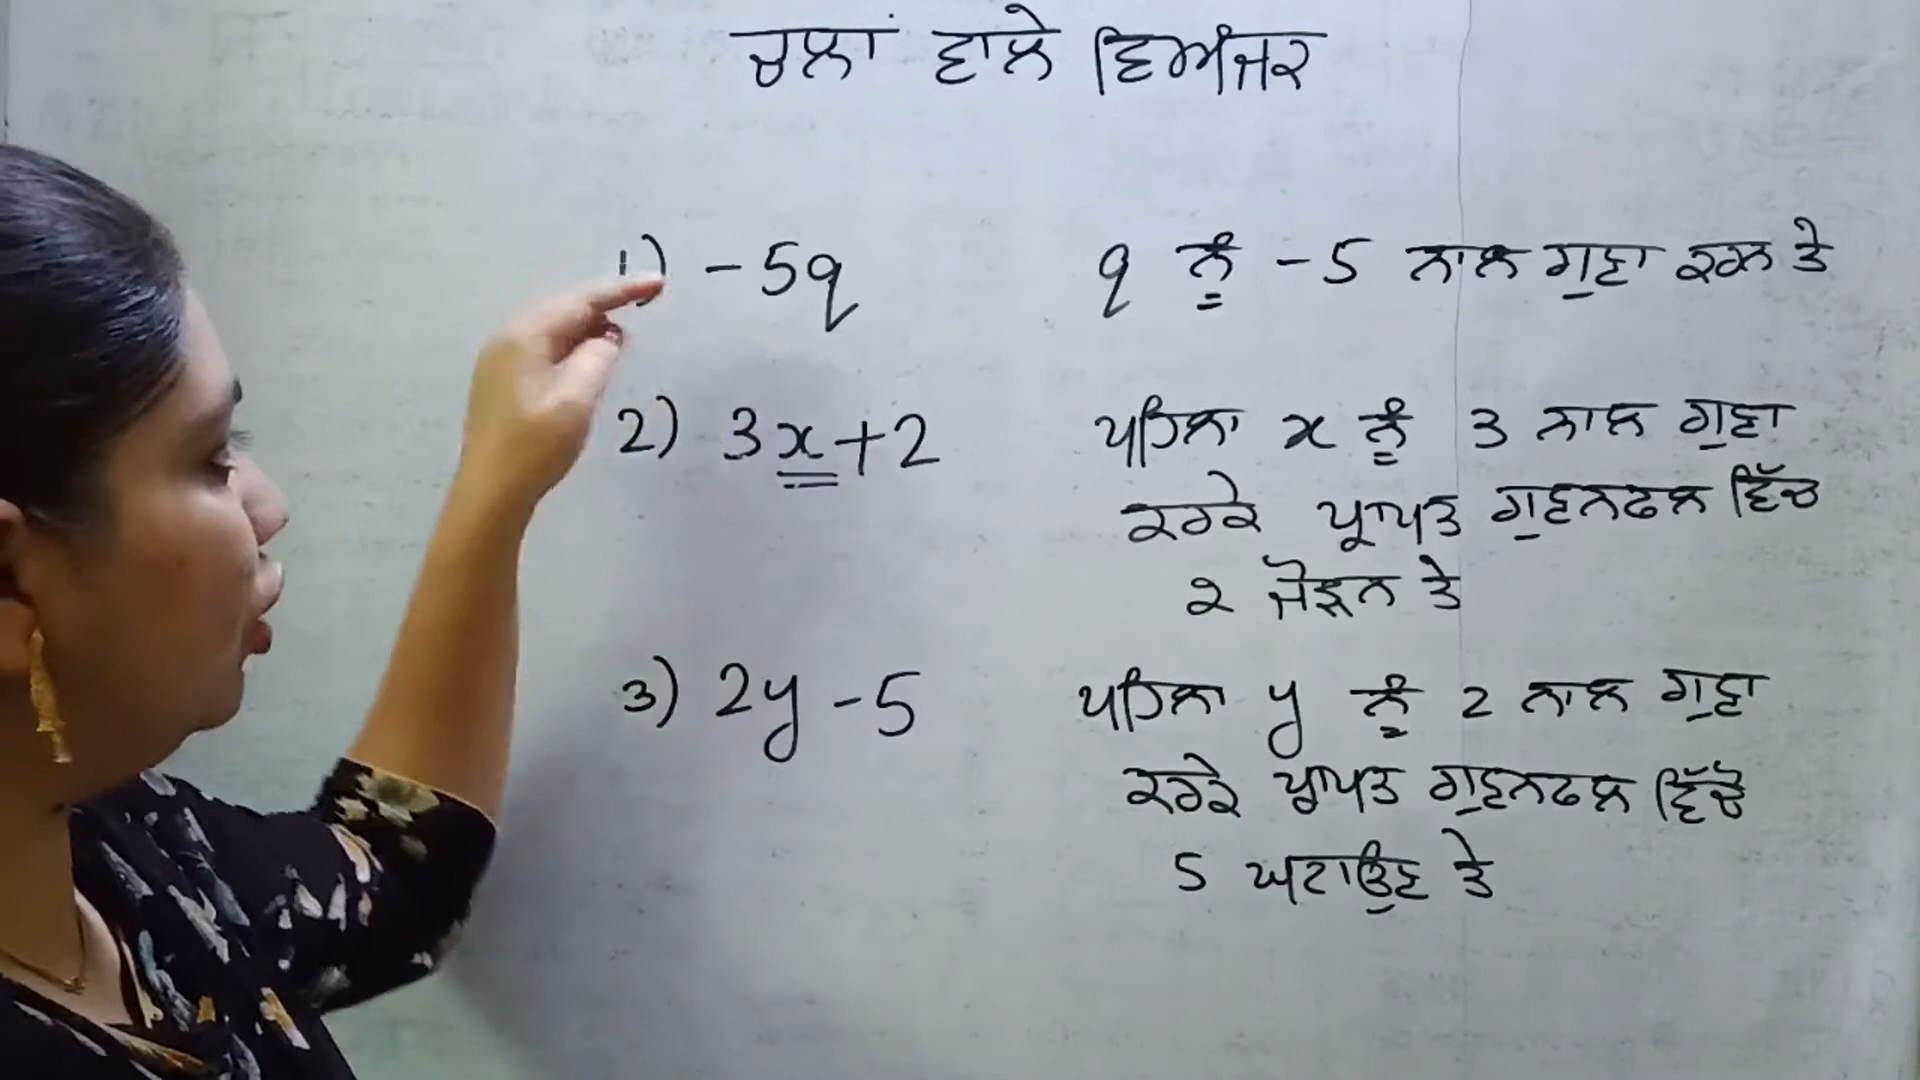 ਚਲਾਂ ਵਾਲੇ ਵਿਅੰਜਕ
1) -5q q ਨੂੰ -5 ਨਾਲ ਗੁਣਾ ਕਰਨ ਤੇ
2) 3x+2 ਪਹਿਲਾ x ਨੂੰ 3 ਨਾਲ ਗੁਣਾ
ਕਰਕੇ ਪ੍ਰਾਪਤ ਗੁਣਨਫਲ ਵਿੱਚ
2 ਜੋੜਨ ਤੇ
3) 2y-5 ਪਹਿਲਾ y ਨੂੰ 2 ਨਾਲ ਗੁਣਾ
ਕਰਕੇ ਪ੍ਰਾਪਤ ਗੁਣਨਫਲ ਵਿੱਚੋ
5 ਘਟਾਉਣ ਤੇ